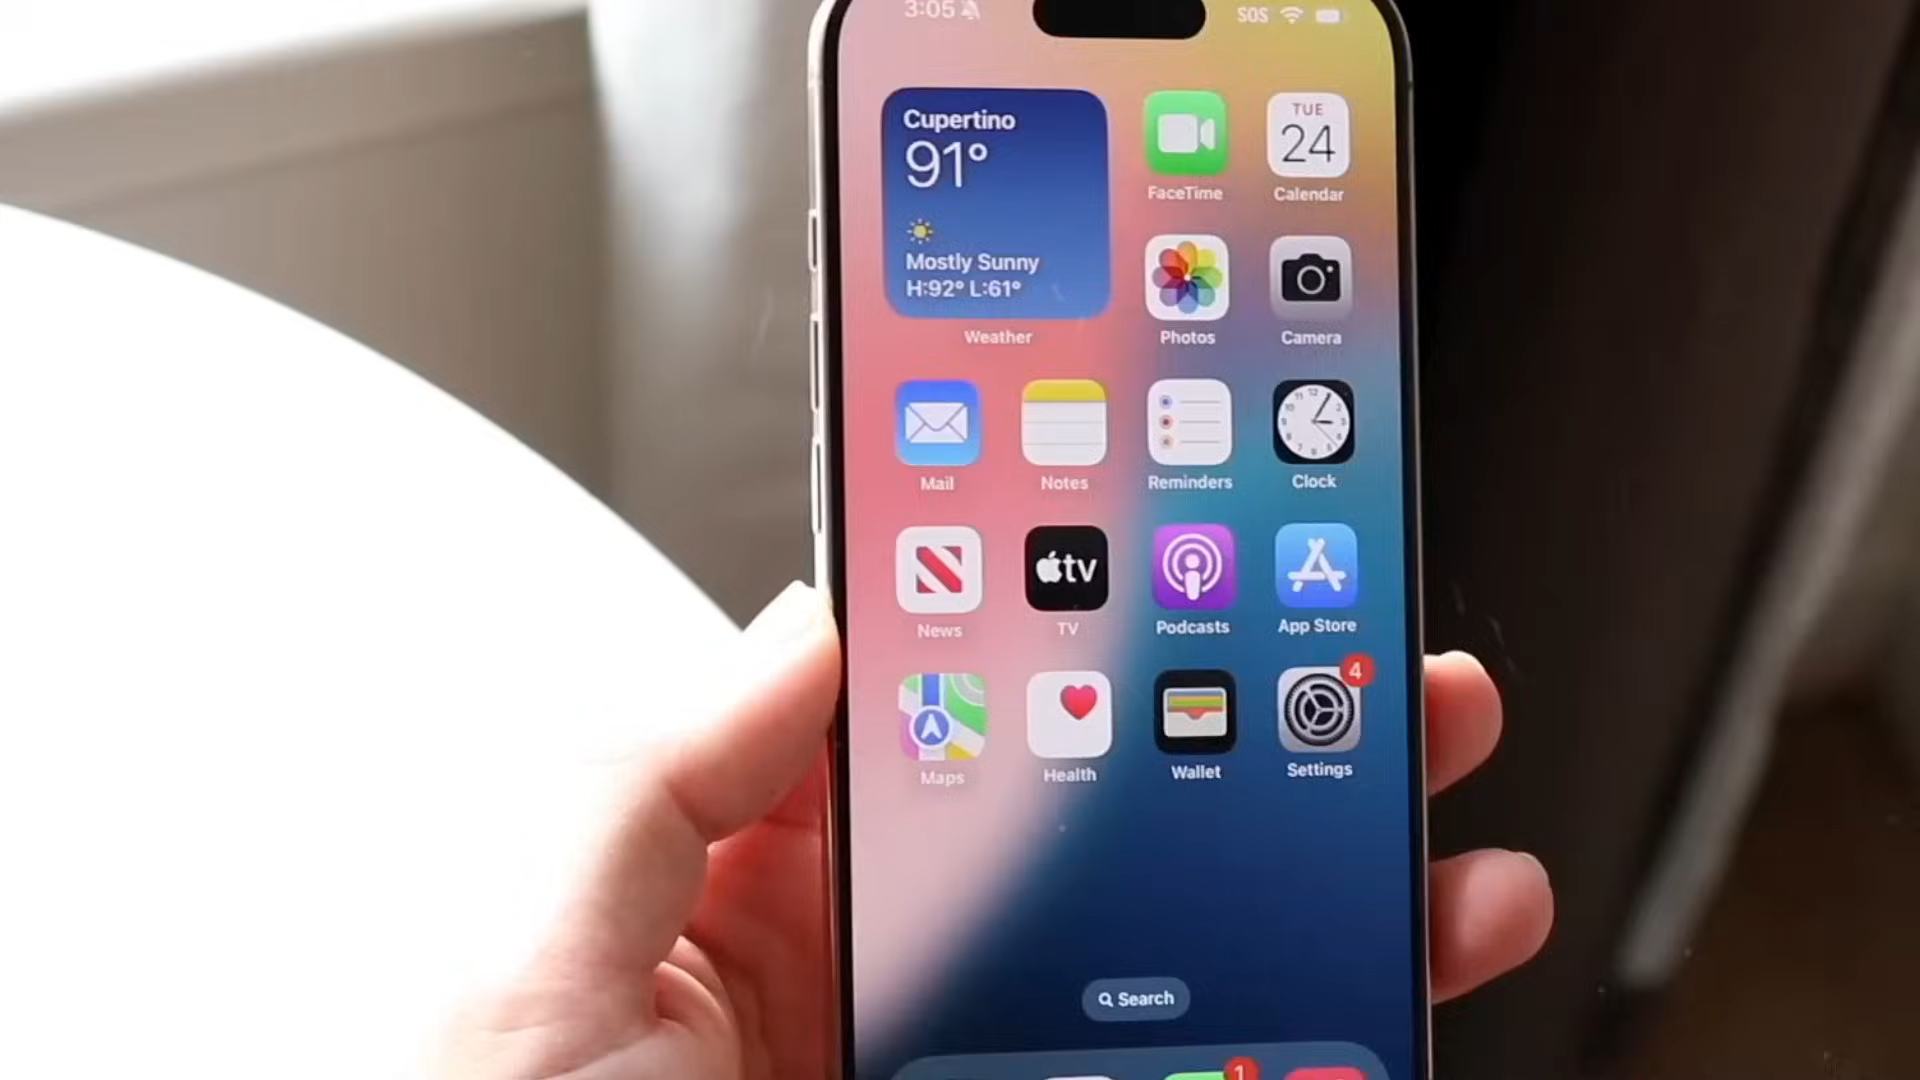 3:05
SOS
Cupertino
91°
Mostly Sunny
H:92° L:61°
Weather
FaceTime
TUE
24
Calendar
Photos
Camera
Mail
Notes
Reminders
Clock
News
tv
TV
Podcasts
App Store
Maps
Health
Wallet
4
Settings
Search
1